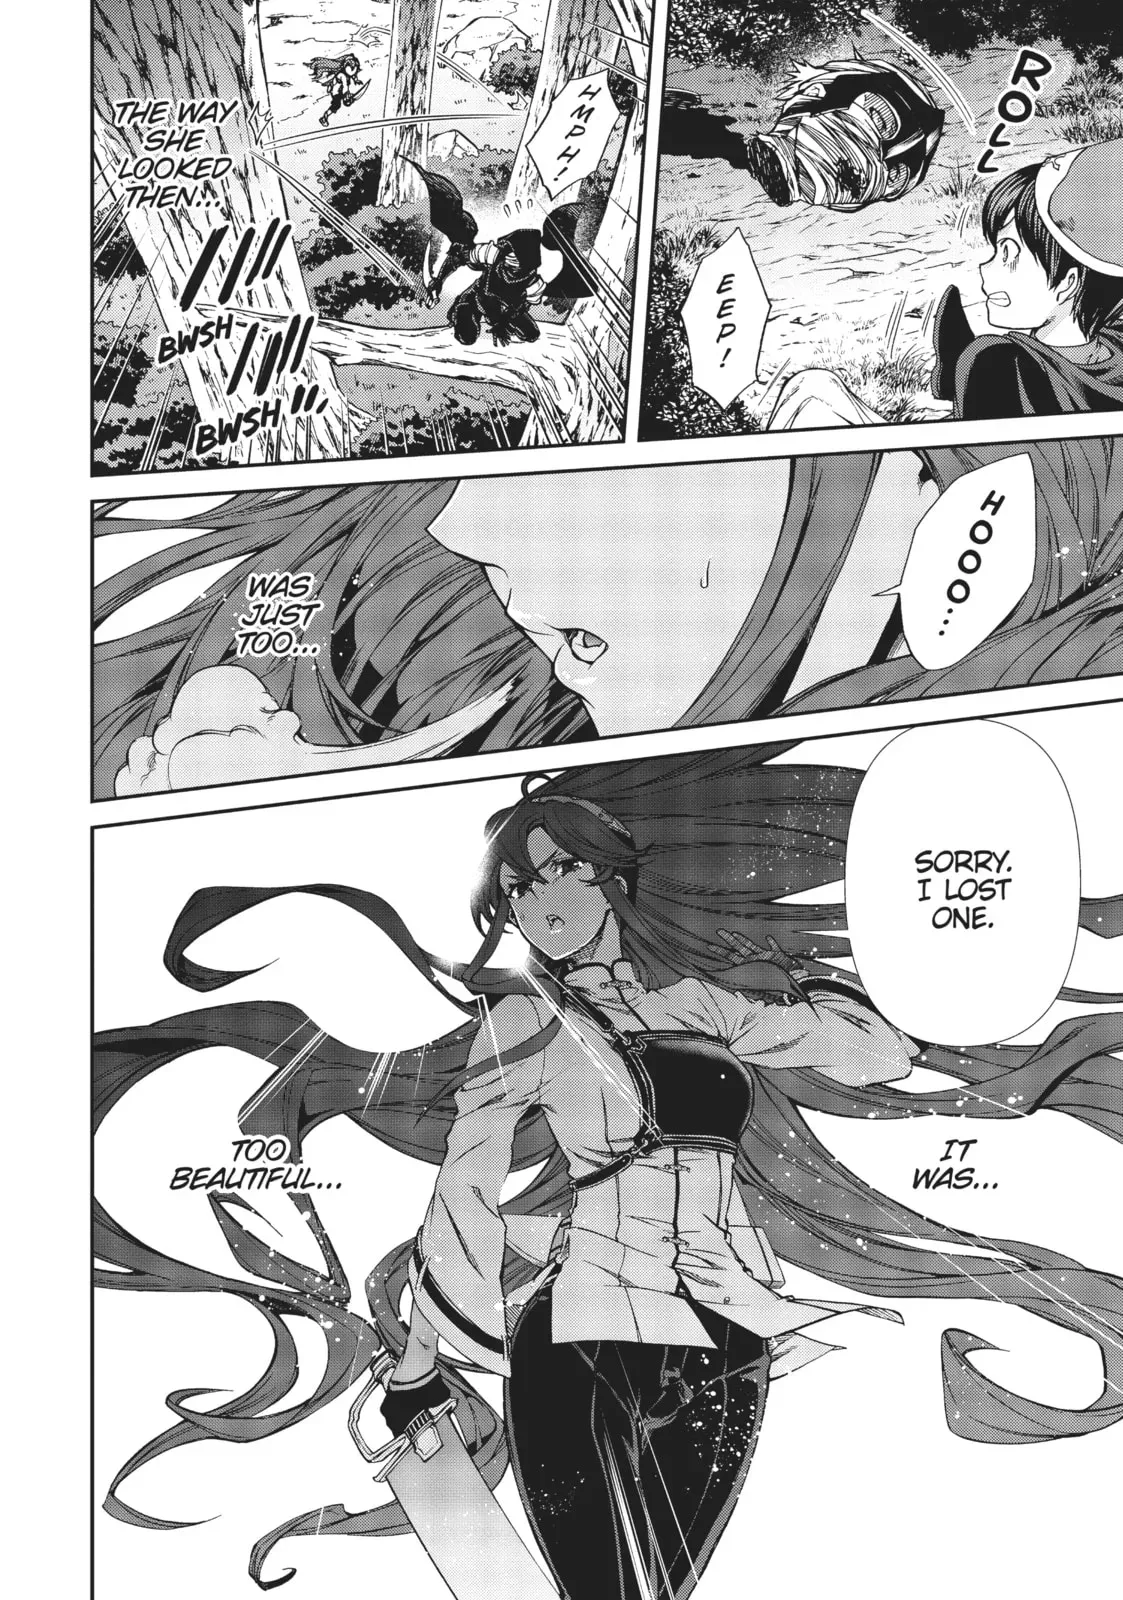 ROLL
EEP!
HMPH!
THE WAY
SHE
LOOKED
THEN...
BWSH
BWSH
HOOO...
WAS
JUST
TOO...
SORRY.
I LOST
ONE.
IT
WAS...
TOO
BEAUTIFUL...